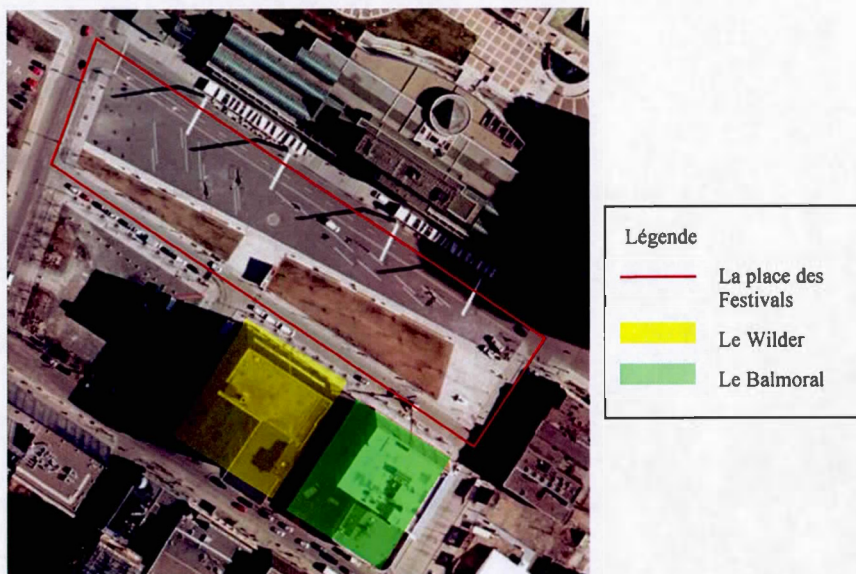 Légende
La place des
Festivals
Le Wilder
Le Balmoral